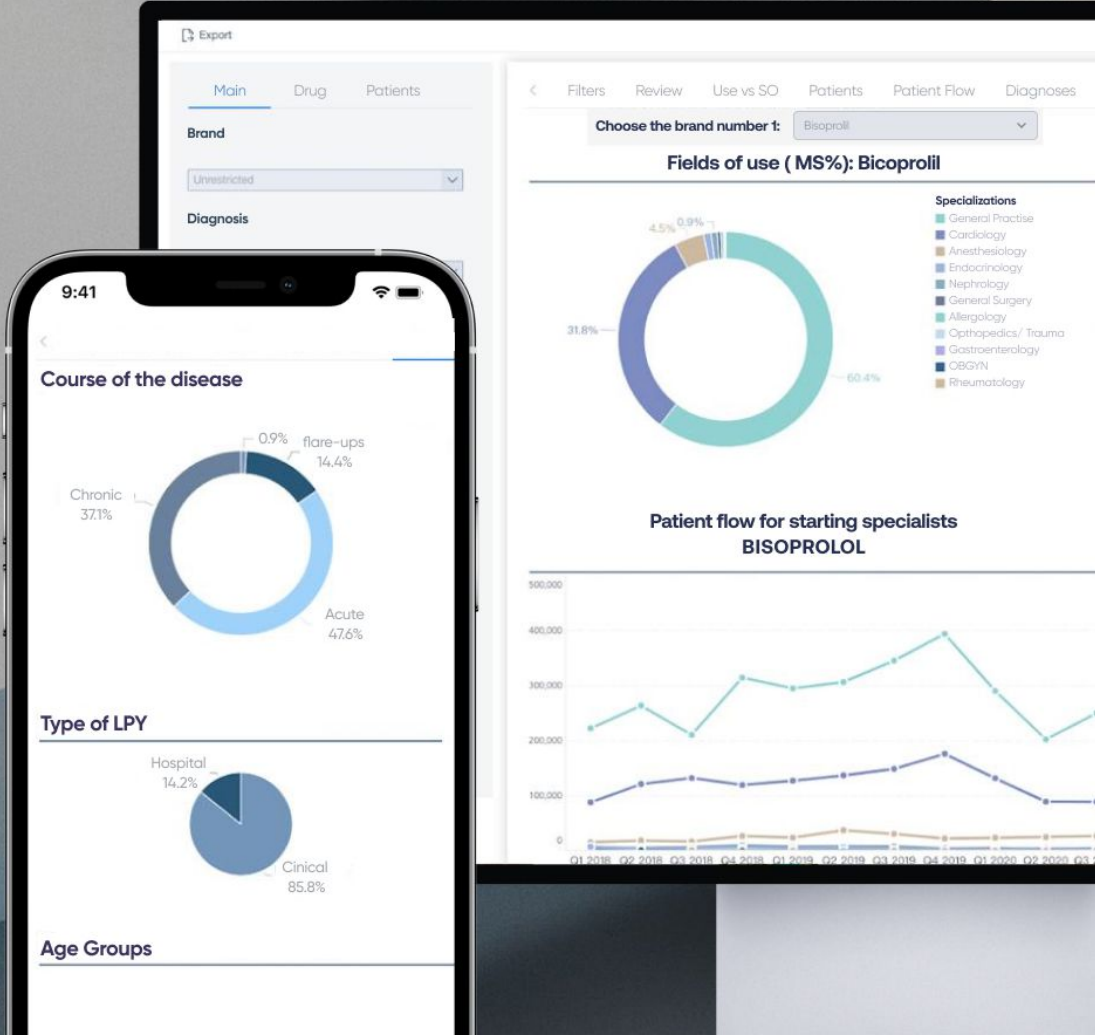 Export
Main Drug Patients
Brand
Unrestricted
Diagnosis
Filters Review Use vs SO Patients Patient Flow Diagnoses
Choose the brand number 1: Bisoprolil
Fields of use ( MS%): Bicoprolil
4.5% 0.9%
31.8%
60.4%
Specializations
General Practise
Cardiology
Anesthesiology
Endocrinology
Nephrology
General Surgery
Allergology
Opthopedics/ Trauma
Gastroenterology
OBGYN
Rheumatology
Patient flow for starting specialists
BISOPROLOL
500,000
400,000
300,000
200,000
100,000
0
Q1 2018 Q2 2018 Q3 2018 Q4 2018 Q1 2019 Q2 2019 Q3 2019 Q4 2019 Q1 2020 Q2 2020 Q3
9:41
Course of the disease
0.9% flare-ups
14.4%
Chronic
37.1%
Acute
47.6%
Type of LPY
Hospital
14.2%
Cinical
85.8%
Age Groups